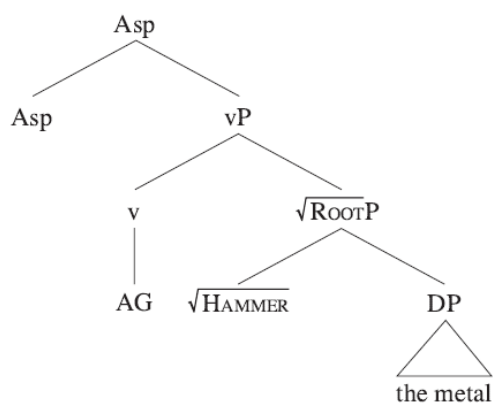 Asp
Asp vP
v √ROOTP
AG √HAMMER DP
the metal